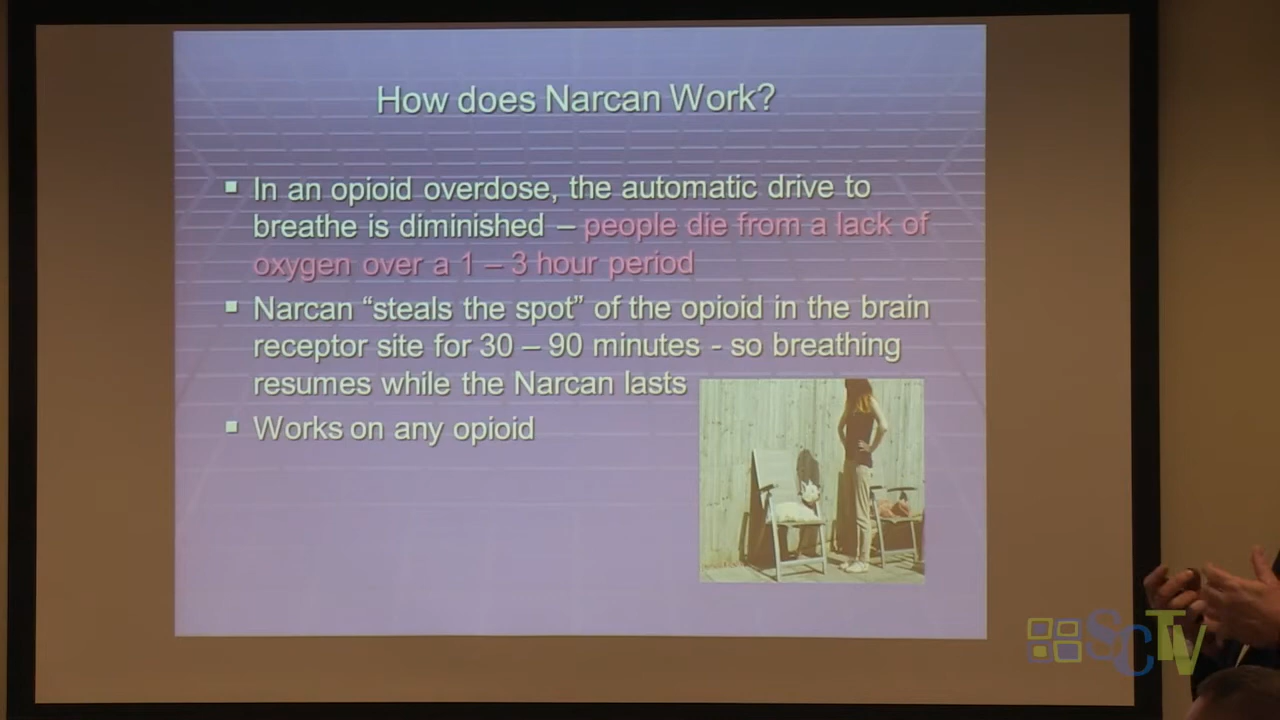 How does Narcan Work?
In an opioid overdose, the automatic drive to
breathe is diminished – people die from a lack of
oxygen over a 1 – 3 hour period
Narcan “steals the spot” of the opioid in the brain
receptor site for 30 – 90 minutes - so breathing
resumes while the Narcan lasts
Works on any opioid
SCTV